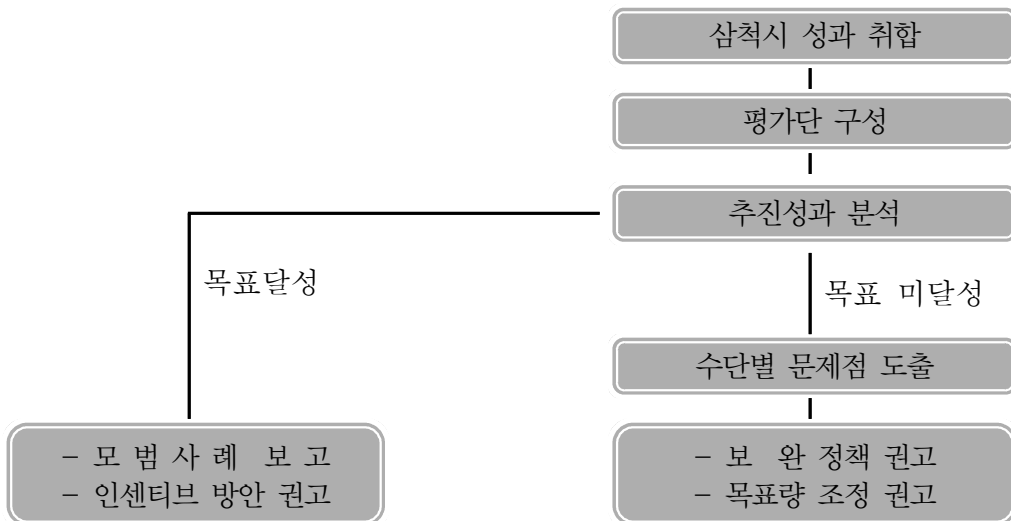 삼척시 성과 취합
평가단 구성
추진성과 분석
목표달성
목표 미달성
수단별 문제점 도출
- 모 범 사 례 보 고
- 인센티브 방안 권고
- 보 완 정책 권고
- 목표량 조정 권고